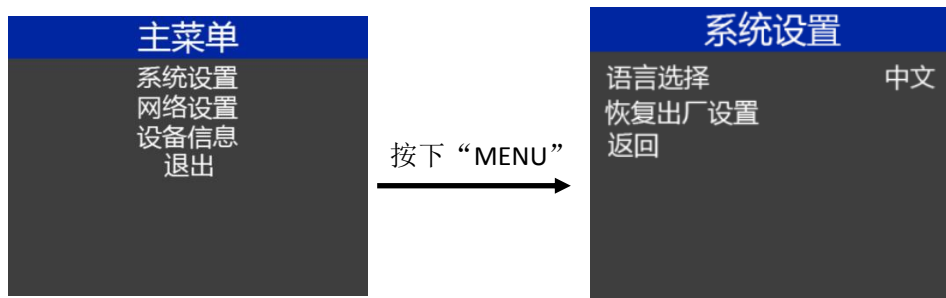 主菜单
系统设置
网络设置
设备信息
退出
按下“MENU”
系统设置
语言选择 中文
恢复出厂设置
返回